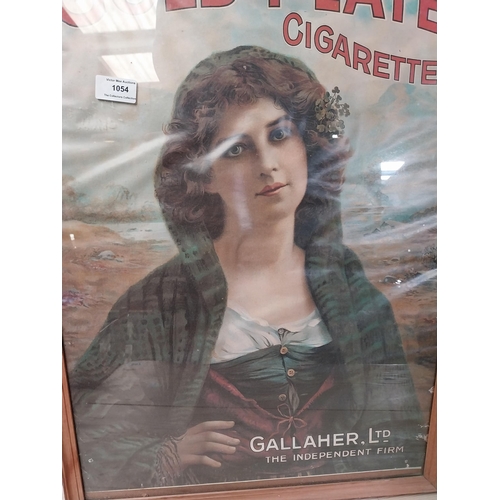 CIGARETTE
1054
GALLAHER, LTD
THE INDEPENDENT FIRM